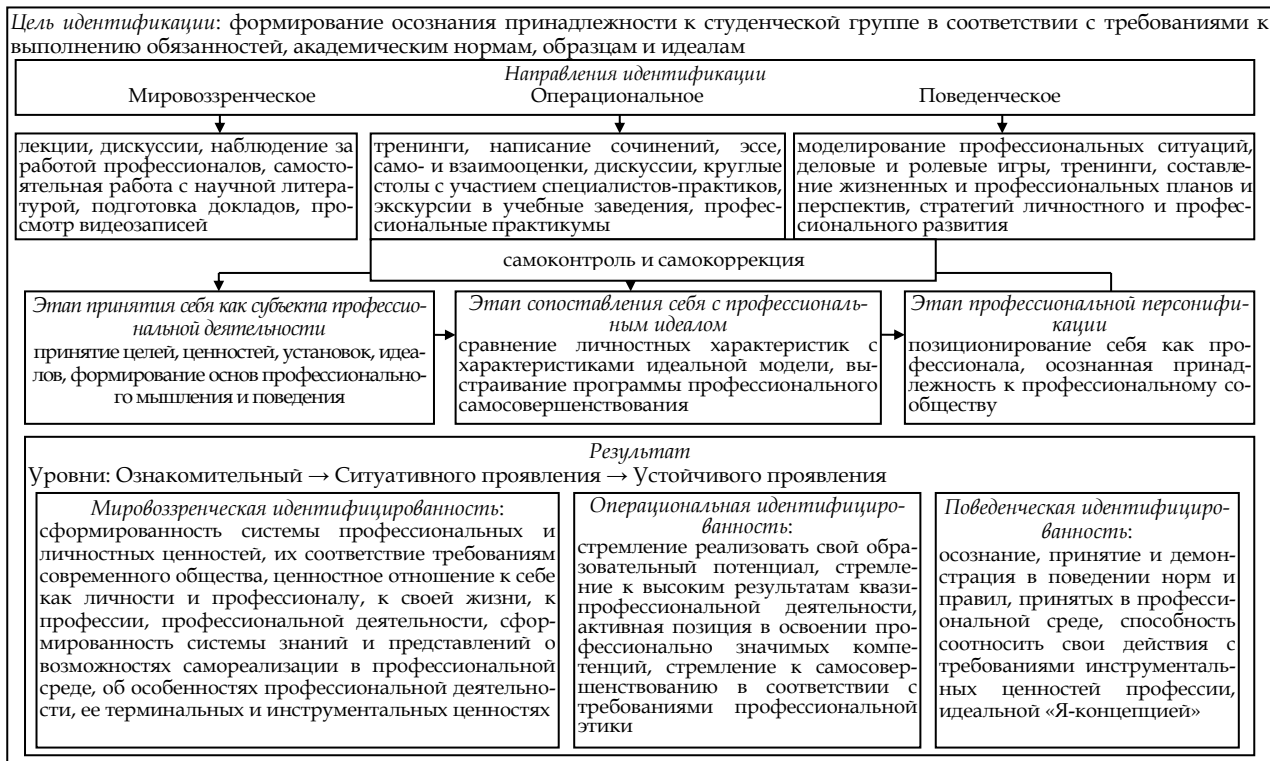 Цель идентификации: формирование осознания принадлежности к студенческой группе в соответствии с требованиями к
выполнению обязанностей, академическим нормам, образцам и идеалам
Направления идентификации
Мировоззренческое Операциональное Поведенческое
лекции, дискуссии, наблюдение за
работой профессионалов, самосто-
ятельная работа с научной литера-
турой, подготовка докладов, про-
смотр видеозаписей
тренинги, написание сочинений, эссе,
само- и взаимооценки, дискуссии, круглые
столы с участием специалистов-практиков,
экскурсии в учебные заведения, профес-
сиональные практикумы
моделирование профессиональных ситуаций,
деловые и ролевые игры, тренинги, составле-
ние жизненных и профессиональных планов и
перспектив, стратегий личностного и профес-
сионального развития
самоконтроль и самокоррекция
Этап принятия себя как субъекта профессио-
нальной деятельности
принятие целей, ценностей, установок, идеа-
лов, формирование основ профессионально-
го мышления и поведения
Этап сопоставления себя с профессиональ-
ным идеалом
сравнение личностных характеристик с
характеристиками идеальной модели, вы-
страивание программы профессионального
самосовершенствования
Этап профессиональной персонифи-
кации
позиционирование себя как про-
фессионала, осознанная принад-
лежность к профессиональному со-
обществу
Результат
Уровни: Ознакомительный → Ситуативного проявления → Устойчивого проявления
Мировоззренческая идентифицированность:
сформированность системы профессиональных и
личностных ценностей, их соответствие требованиям
современного общества, ценностное отношение к себе
как личности и профессионалу, к своей жизни, к
профессии, профессиональной деятельности, сфор-
мированность системы знаний и представлений о
возможностях самореализации в профессиональной
среде, об особенностях профессиональной деятельно-
сти, ее терминальных и инструментальных ценностях
Операциональная идентифициро-
ванность:
стремление реализовать свой обра-
зовательный потенциал, стремле-
ние к высоким результатам квази-
профессиональной деятельности,
активная позиция в освоении про-
фессионально значимых компе-
тенций, стремление к самосовер-
шенствованию в соответствии с
требованиями профессиональной
этики
Поведенческая идентифициро-
ванность:
осознание, принятие и демон-
страция в поведении норм и
правил, принятых в професси-
ональной среде, способность
соотносить свои действия с
требованиями инструменталь-
ных ценностей профессии,
идеальной «Я-концепцией»